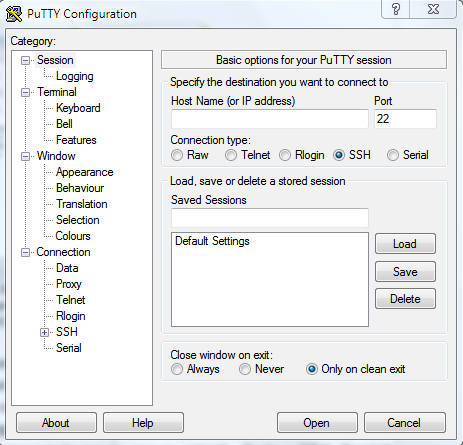 PuTTY Configuration
?
Category:
Session
Logging
Terminal
Keyboard
Bell
Features
Window
Appearance
Behaviour
Translation
Selection
Colours
Connection
Data
Proxy
Telnet
Rlogin
SSH
Serial
Basic options for your PuTTY session
Specify the destination you want to connect to
Host Name (or IP address) Port
22
Connection type:
Raw Telnet Rlogin SSH Serial
Load, save or delete a stored session
Saved Sessions
Default Settings
Load
Save
Delete
Close window on exit:
Always Never Only on clean exit
About Help Open Cancel